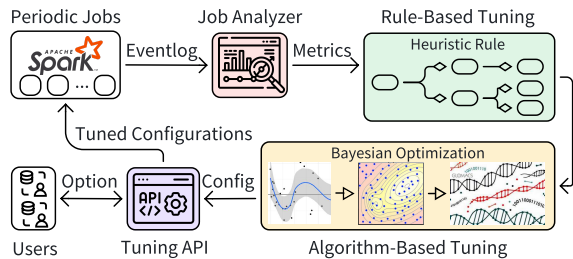 Periodic Jobs
Job Analyzer
Rule-Based Tuning
APACHE
Spark
Eventlog
Metrics
Heuristic Rule
Tuned Configurations
Bayesian Optimization
Option
API
</>
Config
Users
Tuning API
Algorithm-Based Tuning